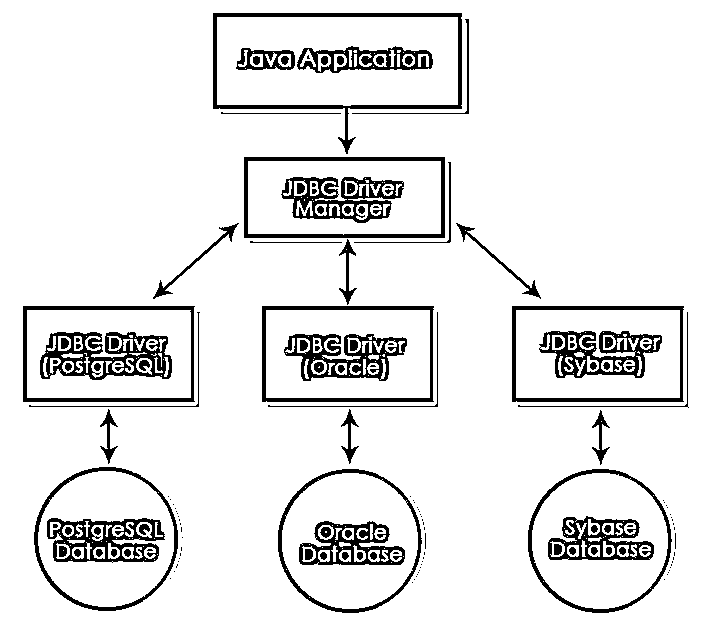 Java Application
JDBC Driver
Manager
JDBC Driver
(PostgreSQL)
JDBC Driver
(Oracle)
JDBC Driver
(Sybase)
PostgreSQL
Database
Oracle
Database
Sybase
Database